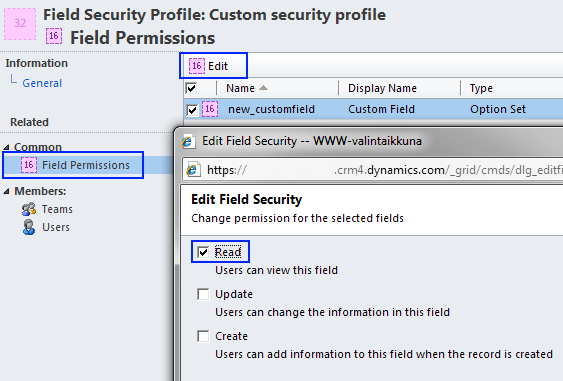 32
Field Security Profile: Custom security profile
16 Field Permissions
Information
General
Related
Common
16 Field Permissions
Members:
Teams
Users
16 Edit
Name Display Name Type
16 new_customfield Custom Field Option Set
Edit Field Security -- WWW-valintaikkuna
https:// .crm4.dynamics.com/_grid/cmds/dlg_editfi
Edit Field Security
Change permission for the selected fields
Read
Users can view this field
Update
Users can change the information in this field
Create
Users can add information to this field when the record is created